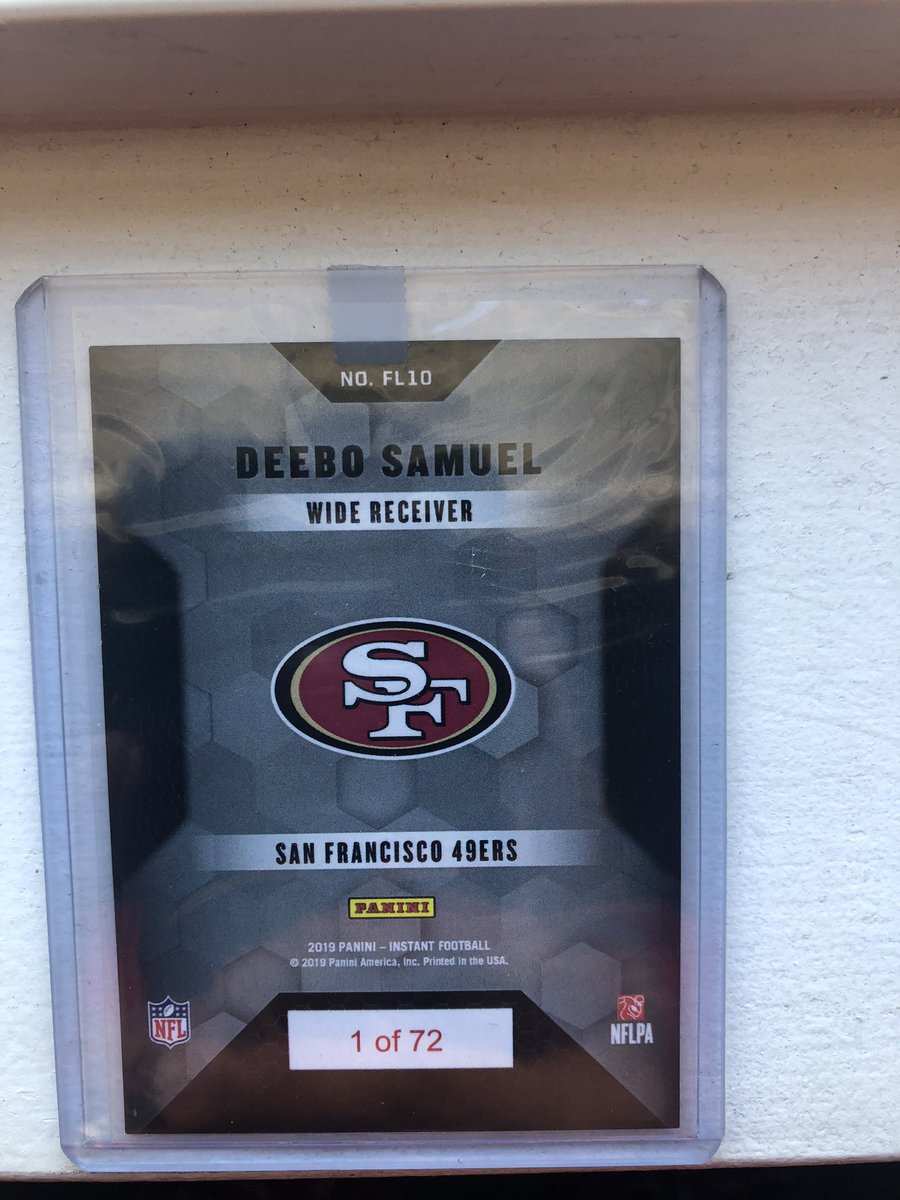 NO. FL10
DEEBO SAMUEL
WIDE RECEIVER
SF
SAN FRANCISCO 49ERS
PANINI
2019 PANINI – INSTANT FOOTBALL
© 2019 Panini America, Inc. Printed in the USA.
NFL
NFLPA
1 of 72